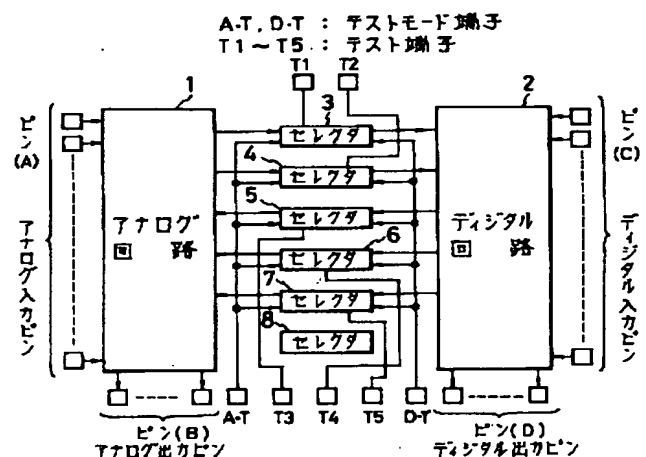 A・T, D・T : テストモード端子
T1〜T5 : テスト端子
T1 T2
1
2
3
セレクタ
4
セレクタ
5
セレクタ
6
セレクタ
7
セレクタ
8
セレクタ
ピン(A)
アナログ入力ピン
アナログ
回路
ディジタル
回路
ピン(C)
ディジタル入力ピン
A・T T3 T4 T5 D・T
ピン(B)
アナログ出力ピン
ピン(D)
ディジタル出力ピン